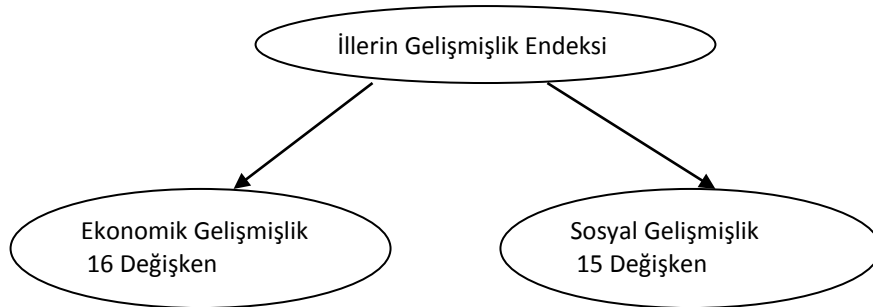 İllerin Gelişmişlik Endeksi
Ekonomik Gelişmişlik
16 Değişken
Sosyal Gelişmişlik
15 Değişken